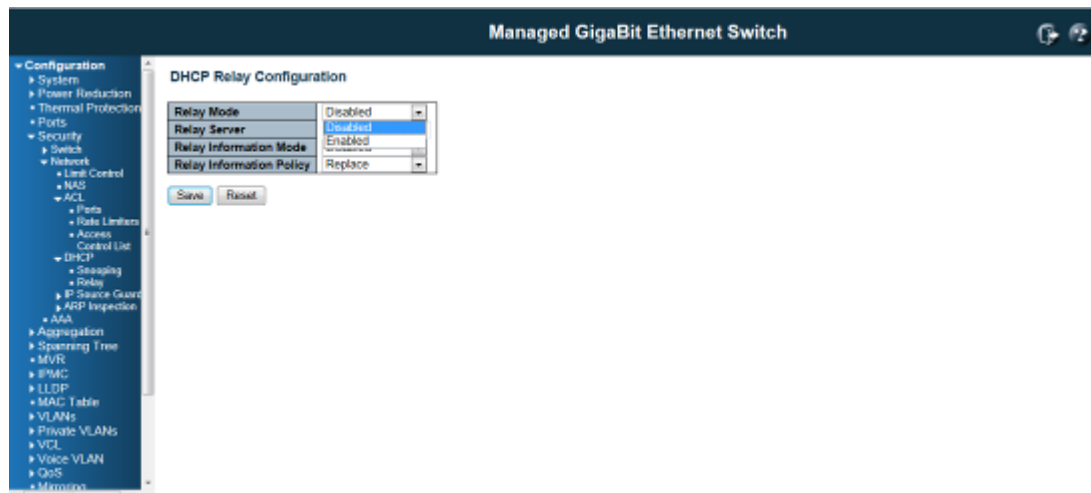 Managed GigaBit Ethernet Switch
Configuration
System
Power Reduction
Thermal Protection
Ports
Security
Switch
Network
Limit Control
NAS
ACL
Ports
Rate Limiters
Access
Control List
DHCP
Snooping
Relay
IP Source Guard
ARP Inspection
AAA
Aggregation
Spanning Tree
MVR
IPMC
LLDP
MAC Table
VLANs
Private VLANs
VCL
Voice VLAN
QoS
Mirroring
DHCP Relay Configuration
Relay Mode Disabled
Relay Server Disabled
Enabled
Relay Information Mode
Relay Information Policy Replace
Save Reset